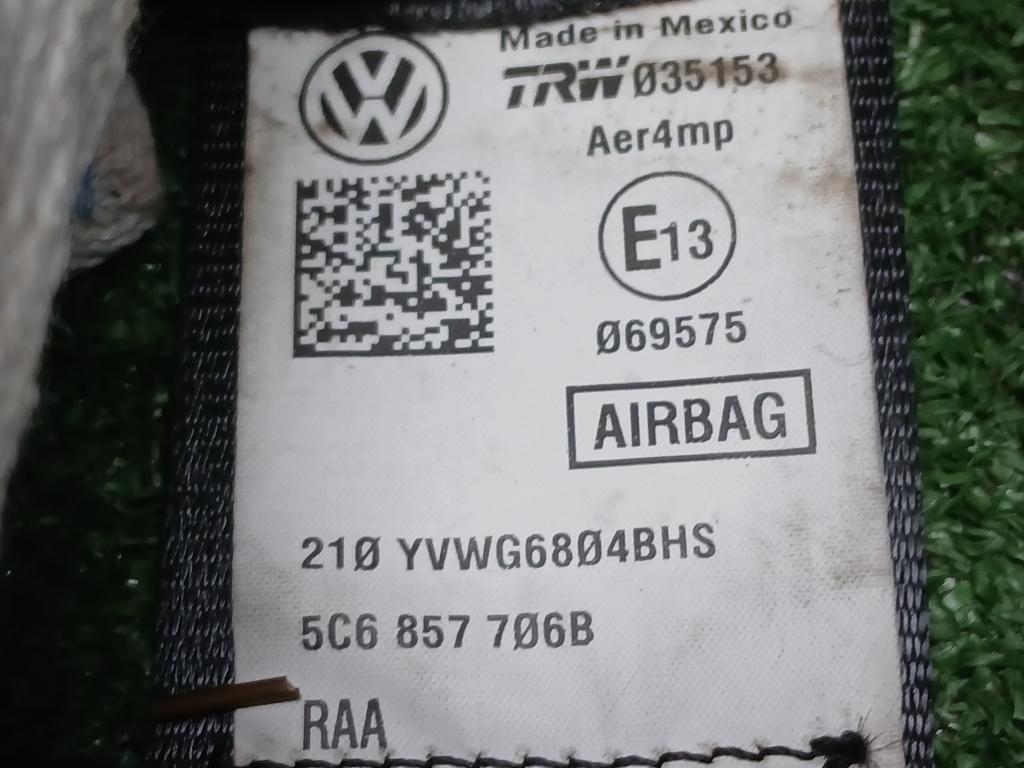 Made in Mexico
TRW Ø35153
Aer4mp
E13
Ø69575
AIRBAG
21Ø YVWG68Ø4BHS
5C6 857 7Ø6B
RAA